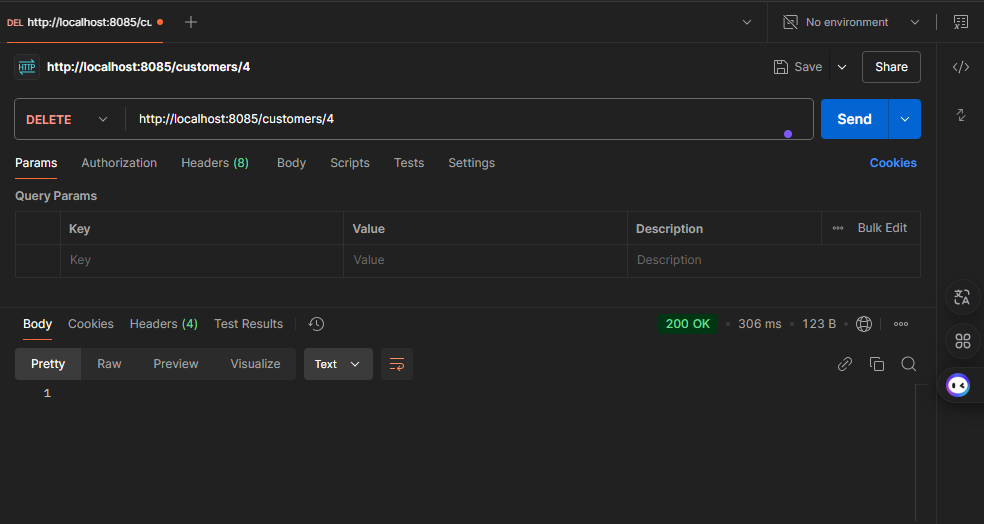 DEL http://localhost:8085/cu
No environment
HTTP http://localhost:8085/customers/4
Save
Share
DELETE
http://localhost:8085/customers/4
Send
Params Authorization Headers (8) Body Scripts Tests Settings Cookies
Query Params
Key Value Description Bulk Edit
Key Value Description
Body Cookies Headers (4) Test Results 200 OK 306 ms 123 B
Pretty Raw Preview Visualize Text
1